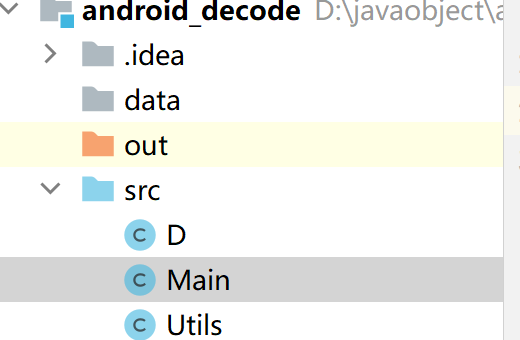 android_decode D:\javaobject\a
.idea
data
out
src
C D
C Main
C Utils